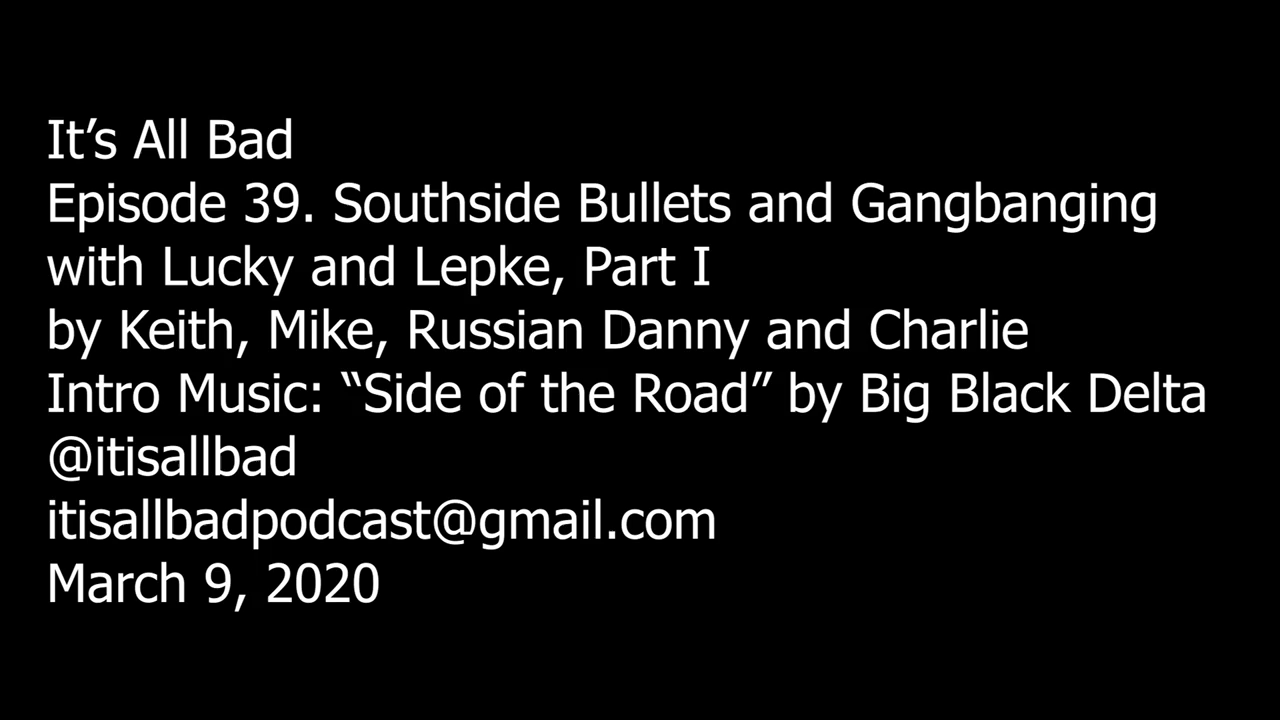 It’s All Bad
Episode 39. Southside Bullets and Gangbanging
with Lucky and Lepke, Part I
by Keith, Mike, Russian Danny and Charlie
Intro Music: “Side of the Road” by Big Black Delta
@itisallbad
itisallbadpodcast@gmail.com
March 9, 2020